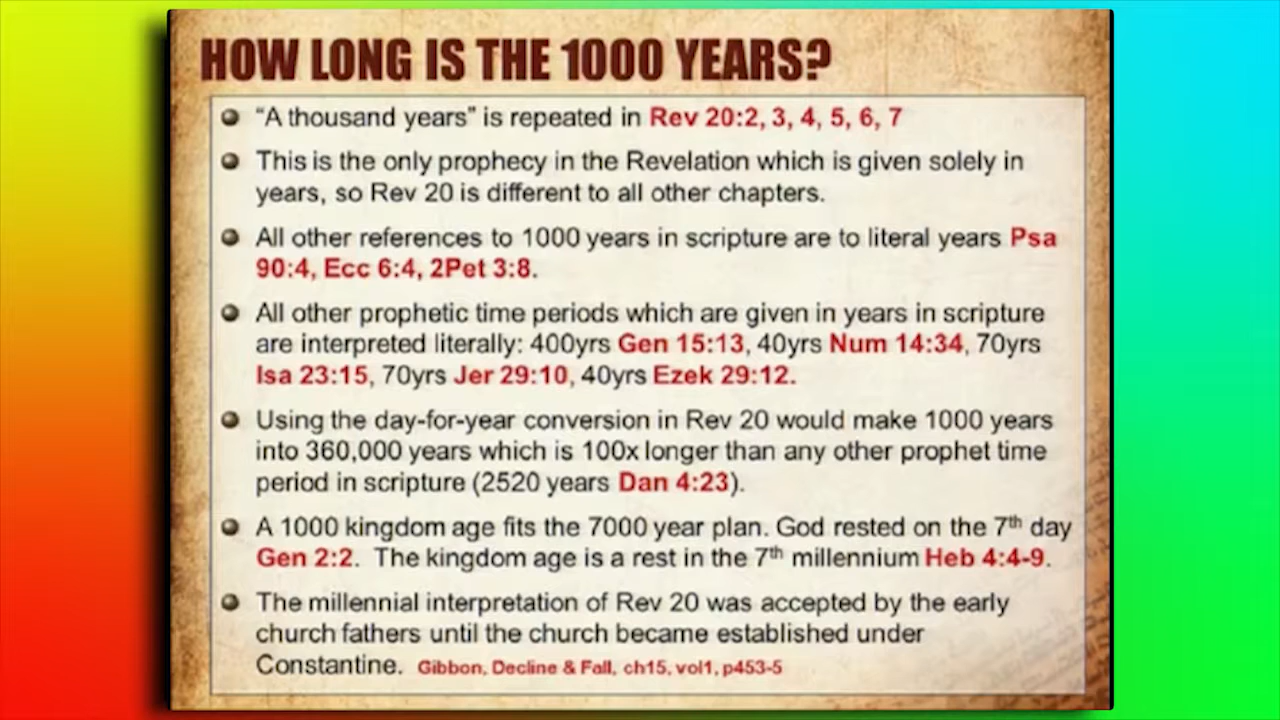 HOW LONG IS THE 1000 YEARS?
“A thousand years” is repeated in Rev 20:2, 3, 4, 5, 6, 7
This is the only prophecy in the Revelation which is given solely in
years, so Rev 20 is different to all other chapters.
All other references to 1000 years in scripture are to literal years Psa
90:4, Ecc 6:4, 2Pet 3:8.
All other prophetic time periods which are given in years in scripture
are interpreted literally: 400yrs Gen 15:13, 40yrs Num 14:34, 70yrs
Isa 23:15, 70yrs Jer 29:10, 40yrs Ezek 29:12.
Using the day-for-year conversion in Rev 20 would make 1000 years
into 360,000 years which is 100x longer than any other prophet time
period in scripture (2520 years Dan 4:23).
A 1000 kingdom age fits the 7000 year plan. God rested on the 7th day
Gen 2:2. The kingdom age is a rest in the 7th millennium Heb 4:4-9.
The millennial interpretation of Rev 20 was accepted by the early
church fathers until the church became established under
Constantine. Gibbon, Decline & Fall, ch15, vol1, p453-5